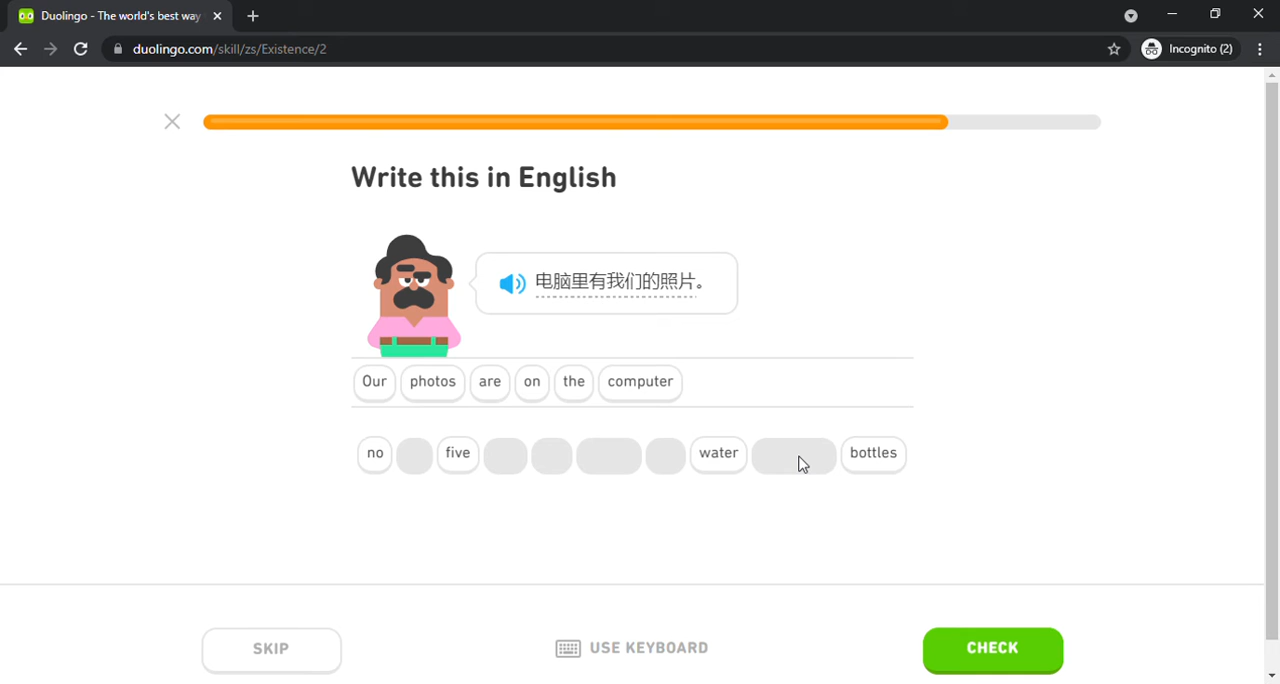 Duolingo - The world's best way
duolingo.com/skill/zs/Existence/2
Incognito (2)
Write this in English
电脑里有我们的照片。
Our photos are on the computer
no five water bottles
SKIP
USE KEYBOARD
CHECK